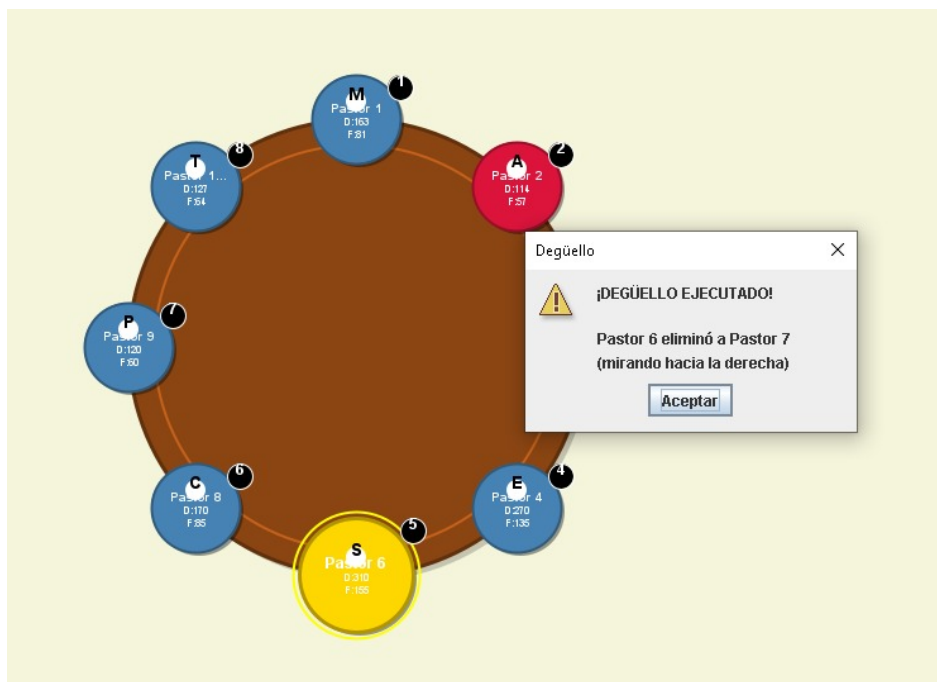 1
M
Pastor 1
D:163
F:81
8
T
Pastor 1...
D:127
F:64
2
A
Pastor 2
D:114
F:57
Degüello
¡DEGÜELLO EJECUTADO!
Pastor 6 eliminó a Pastor 7
(mirando hacia la derecha)
Aceptar
7
P
Pastor 9
D:120
F:60
6
C
Pastor 8
D:170
F:85
4
E
Pastor 4
D:270
F:135
5
S
Pastor 6
D:310
F:155